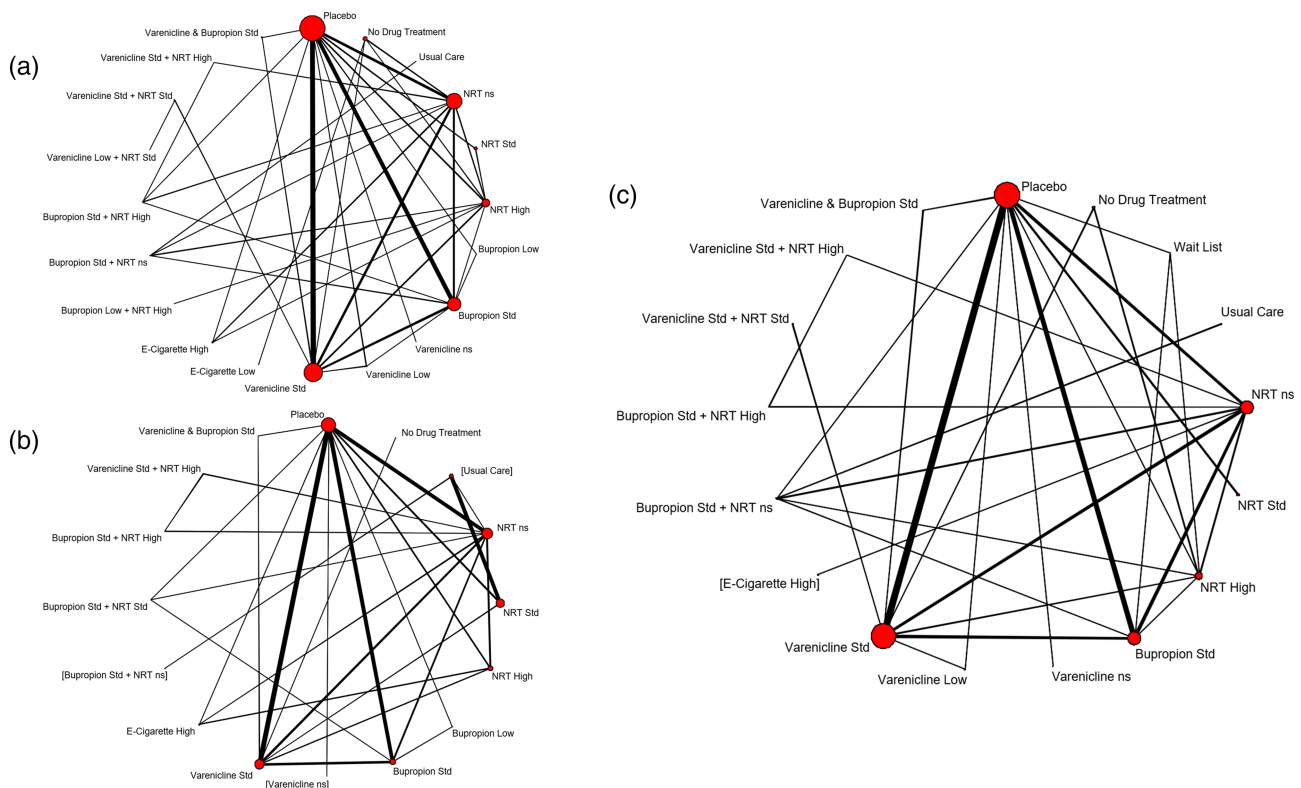 (a)
Placebo
Varenicline & Bupropion Std
No Drug Treatment
Varenicline Std + NRT High
Usual Care
Varenicline Std + NRT Std
NRT ns
NRT Std
Varenicline Low + NRT Std
NRT High
Bupropion Std + NRT High
Bupropion Low
Bupropion Std + NRT ns
Bupropion Low + NRT High
Bupropion Std
E-Cigarette High
Varenicline ns
E-Cigarette Low
Varenicline Low
Varenicline Std
(b)
Placebo
Varenicline & Bupropion Std
No Drug Treatment
Varenicline Std + NRT High
[Usual Care]
NRT ns
Bupropion Std + NRT High
Bupropion Std + NRT Std
NRT Std
[Bupropion Std + NRT ns]
NRT High
E-Cigarette High
Bupropion Low
Varenicline Std
Bupropion Std
[Varenicline ns]
(c)
Placebo
Varenicline & Bupropion Std
No Drug Treatment
Varenicline Std + NRT High
Wait List
Varenicline Std + NRT Std
Usual Care
NRT ns
Bupropion Std + NRT High
Bupropion Std + NRT ns
NRT Std
[E-Cigarette High]
NRT High
Varenicline Std
Bupropion Std
Varenicline Low
Varenicline ns